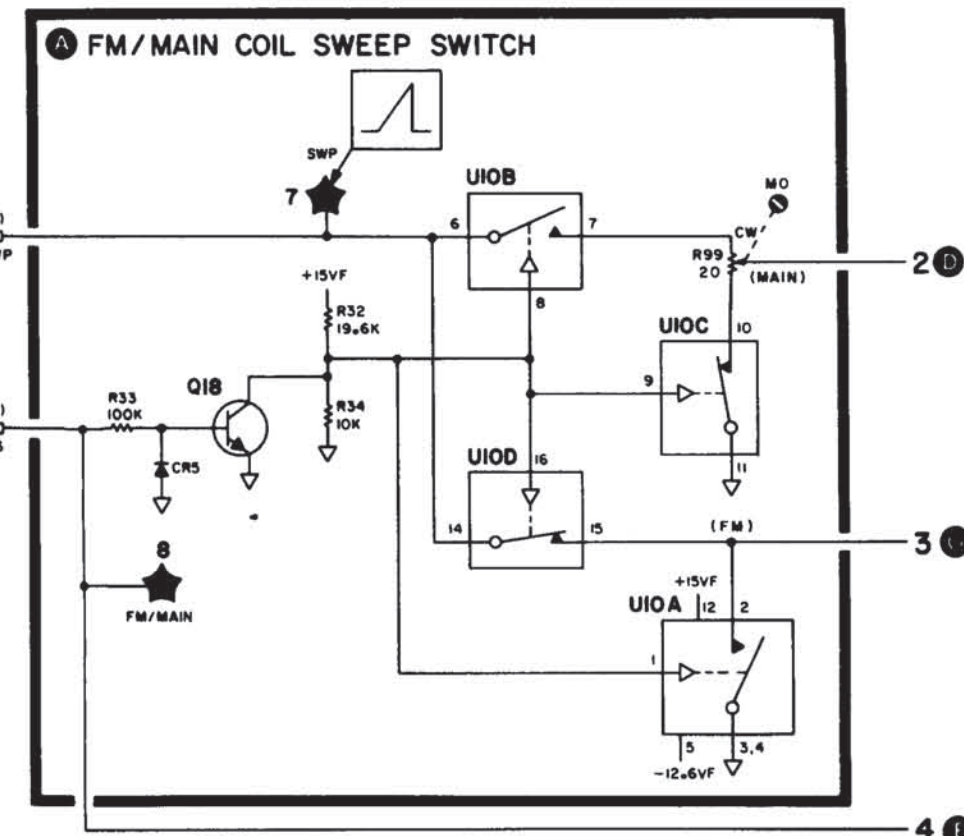 A FM/MAIN COIL SWEEP SWITCH
SWP
7
U10B
6
7
8
MO
CW
R99
20
(MAIN)
2 D
+15VF
R32
19.6K
U10C
10
9
11
Q18
R33
100K
R34
10K
CR5
U10D
16
14
15
(FM)
3
8
FM/MAIN
+15VF
U10A
12
2
1
5
3,4
-12.6VF
4